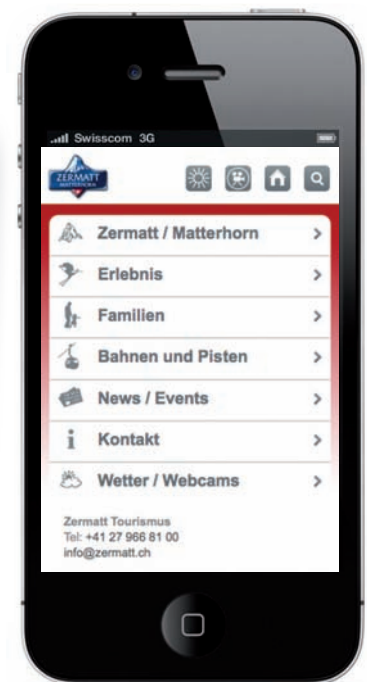 Swisscom 3G
ZERMATT
MATTERHORN
Zermatt / Matterhorn
Erlebnis
Familien
Bahnen und Pisten
News / Events
Kontakt
Wetter / Webcams
Zermatt Tourismus
Tel: +41 27 966 81 00
info@zermatt.ch